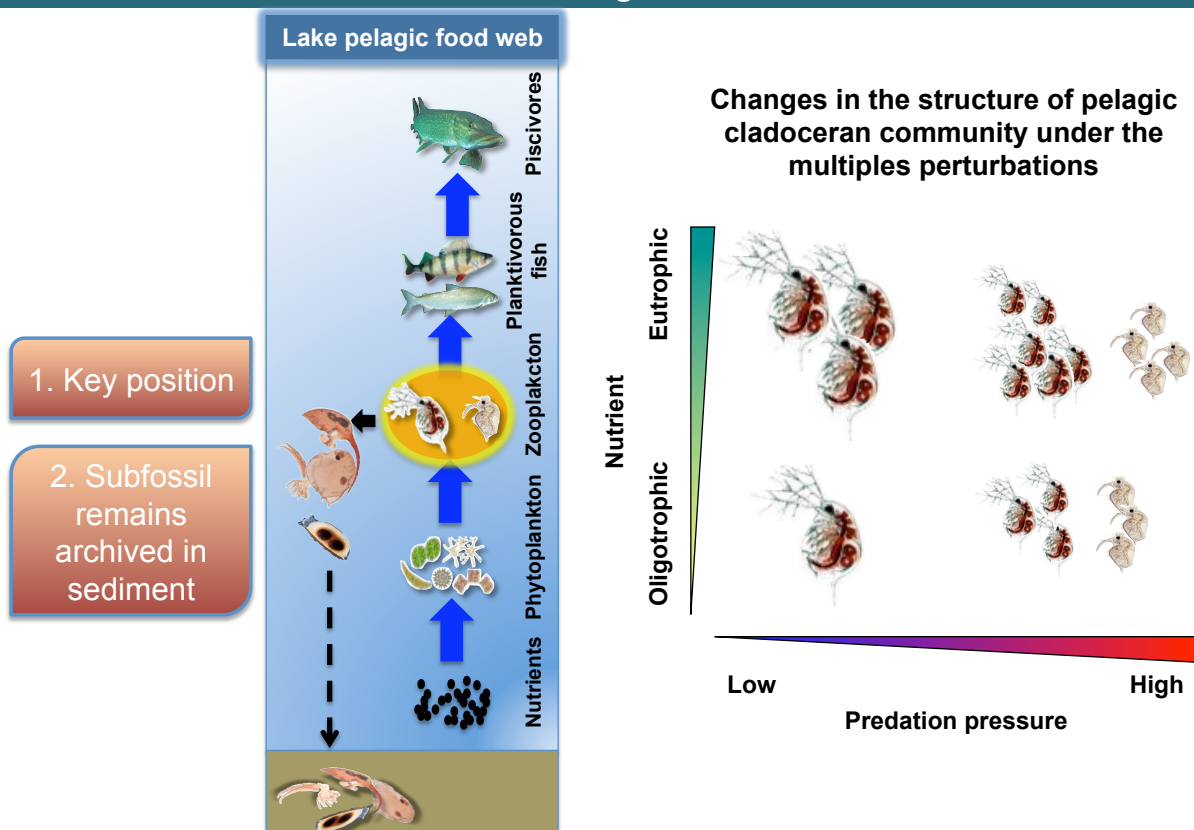 Lake pelagic food web
Piscivores
Planktivorous
fish
Zooplakcton
Phytoplankton
Nutrients
1. Key position
2. Subfossil
remains
archived in
sediment
Changes in the structure of pelagic
cladoceran community under the
multiples perturbations
Nutrient
Eutrophic
Oligotrophic
Low
High
Predation pressure